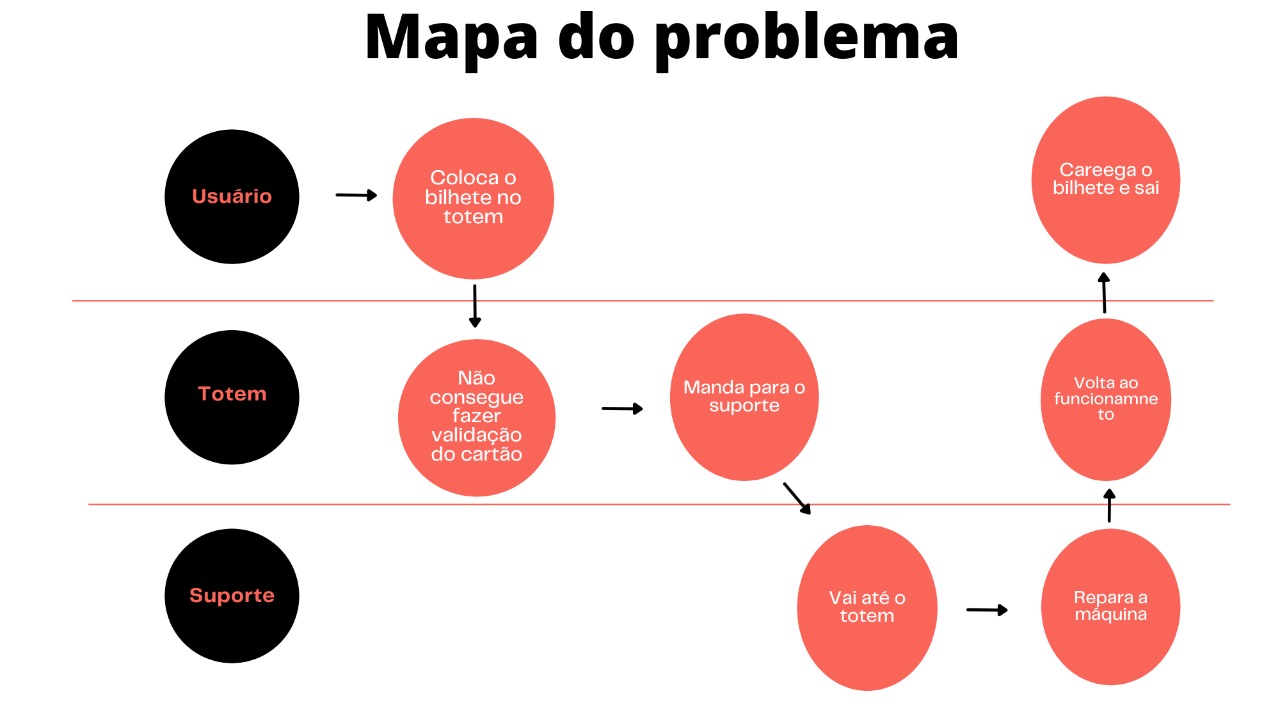 Mapa do problema
Usuário
Coloca o
bilhete no
totem
Careega o
bilhete e sai
Totem
Não
consegue
fazer
validação
do cartão
Manda para o
suporte
Volta ao
funcionamne
to
Suporte
Vai até o
totem
Repara a
máquina